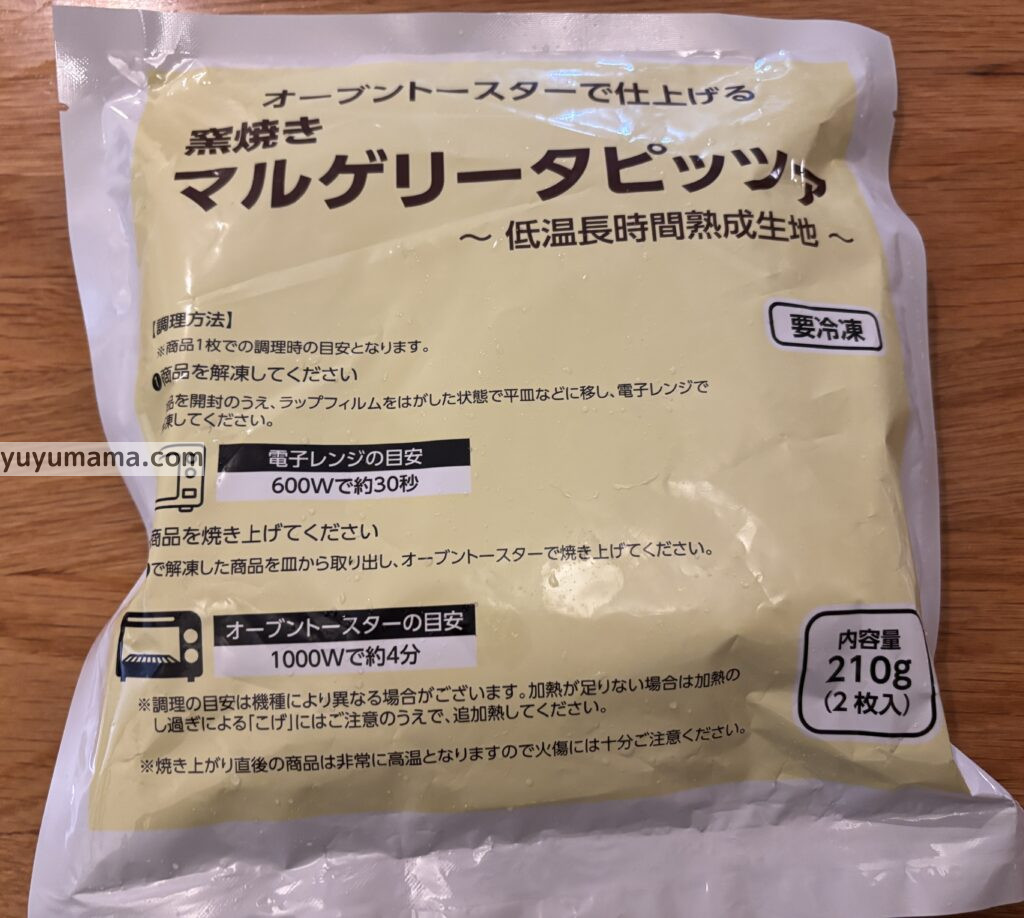 オーブントースターで仕上げる
窯焼き
マルゲリータピッツァ
～ 低温長時間熟成生地 ～
要冷凍
【調理方法】
※商品1枚での調理時の目安となります。
❶商品を解凍してください
品を開封のうえ、ラップフィルムをはがした状態で平皿などに移し、電子レンジで
凍してください。
yuyumama.com
電子レンジの目安
600Wで約30秒
商品を焼き上げてください
で解凍した商品を皿から取り出し、オーブントースターで焼き上げてください。
オーブントースターの目安
1000Wで約4分
内容量
210g
(2枚入)
※調理の目安は機種により異なる場合がございます。加熱が足りない場合は加熱の
し過ぎによる「こげ」にはご注意のうえで、追加熱してください。
※焼き上がり直後の商品は非常に高温となりますので火傷には十分ご注意ください。